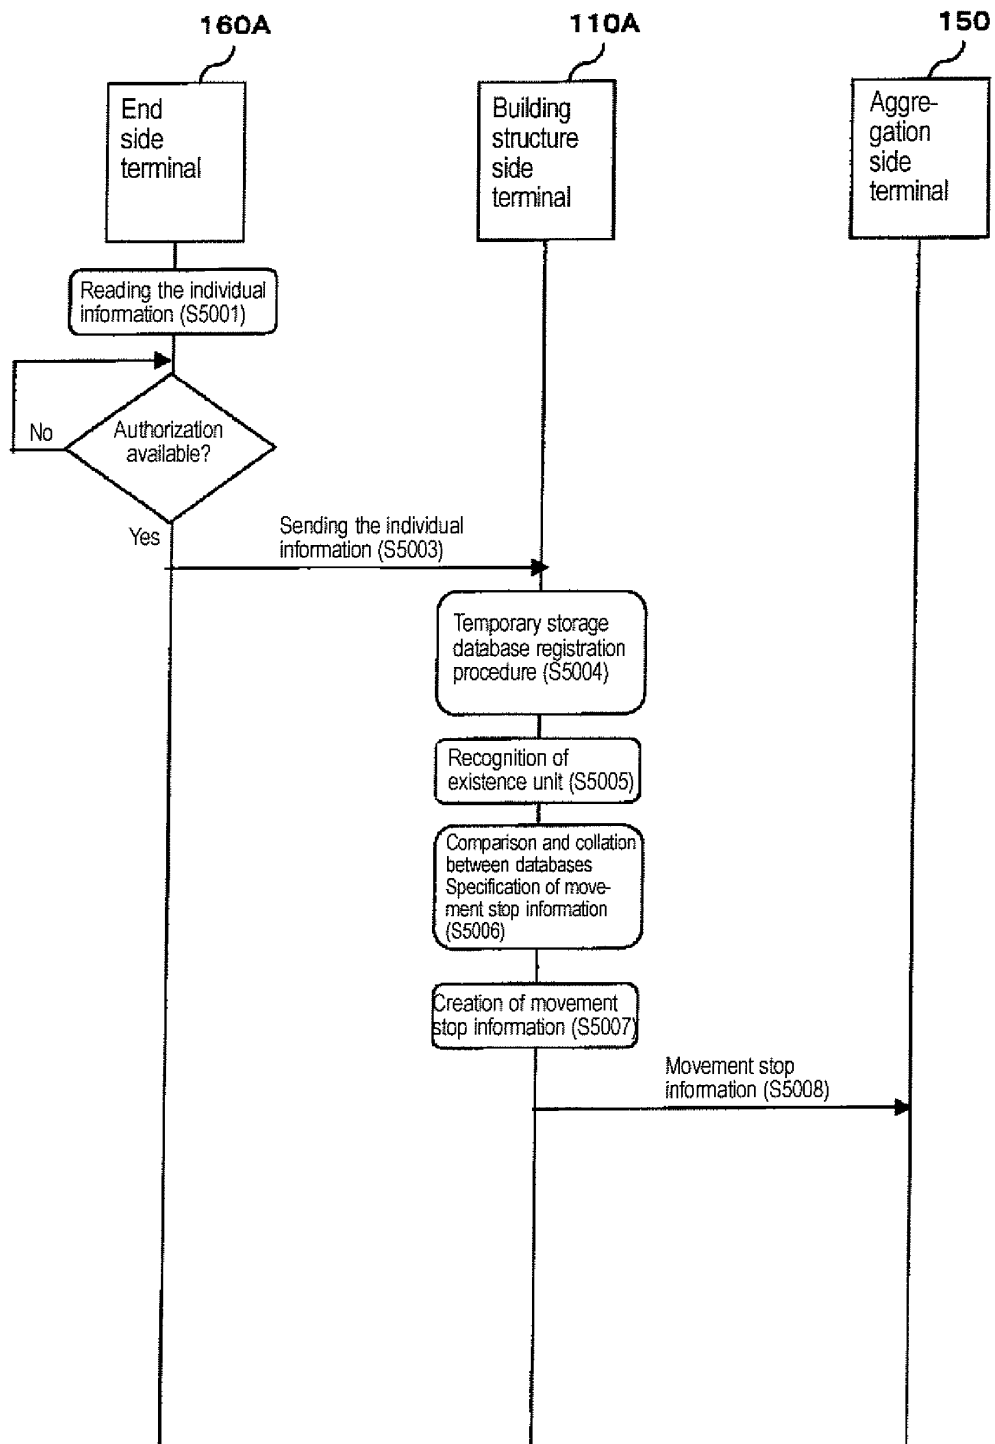 160A
110A
150
End
side
terminal
Building
structure
side
terminal
Aggre-
gation
side
terminal
Reading the individual
information (S5001)
No
Authorization
available?
Yes
Sending the individual
information (S5003)
Temporary storage
database registration
procedure (S5004)
Recognition of
existence unit (S5005)
Comparison and collation
between databases
Specification of move-
ment stop information
(S5006)
Creation of movement
stop information (S5007)
Movement stop
information (S5008)